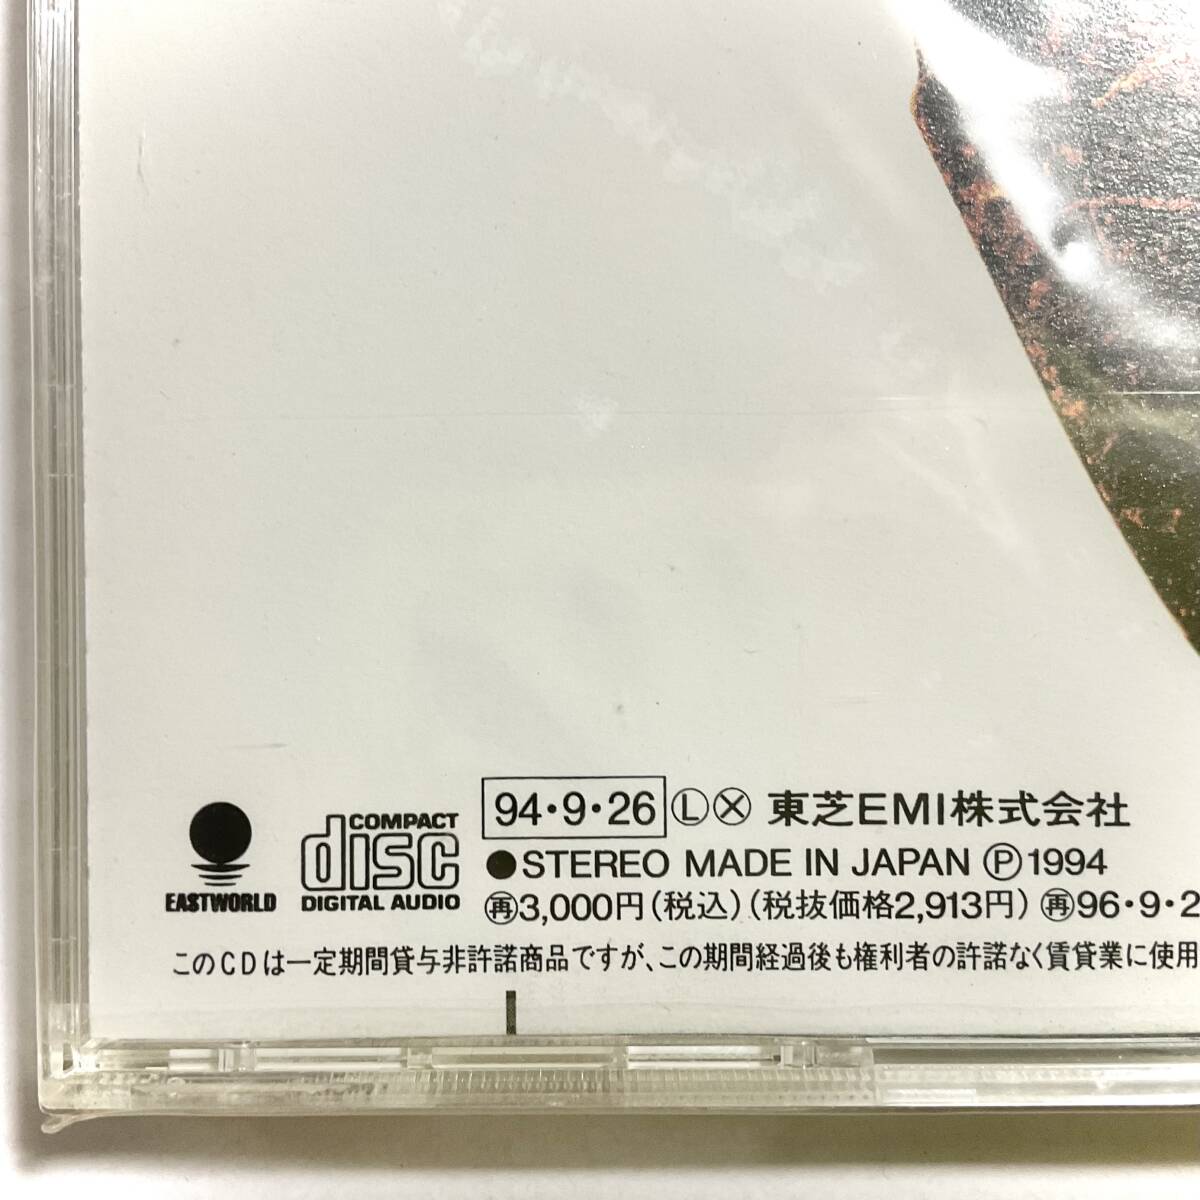 94・9・26 Ⓛ Ⓧ 東芝EMI株式会社
COMPACT
disc
DIGITAL AUDIO
EASTWORLD
●STEREO MADE IN JAPAN Ⓟ1994
㊢3,000円(税込)(税抜価格2,913円)㊢96・9・2
このCDは一定期間貸与非許諾商品ですが、この期間経過後も権利者の許諾なく賃貸業に使用